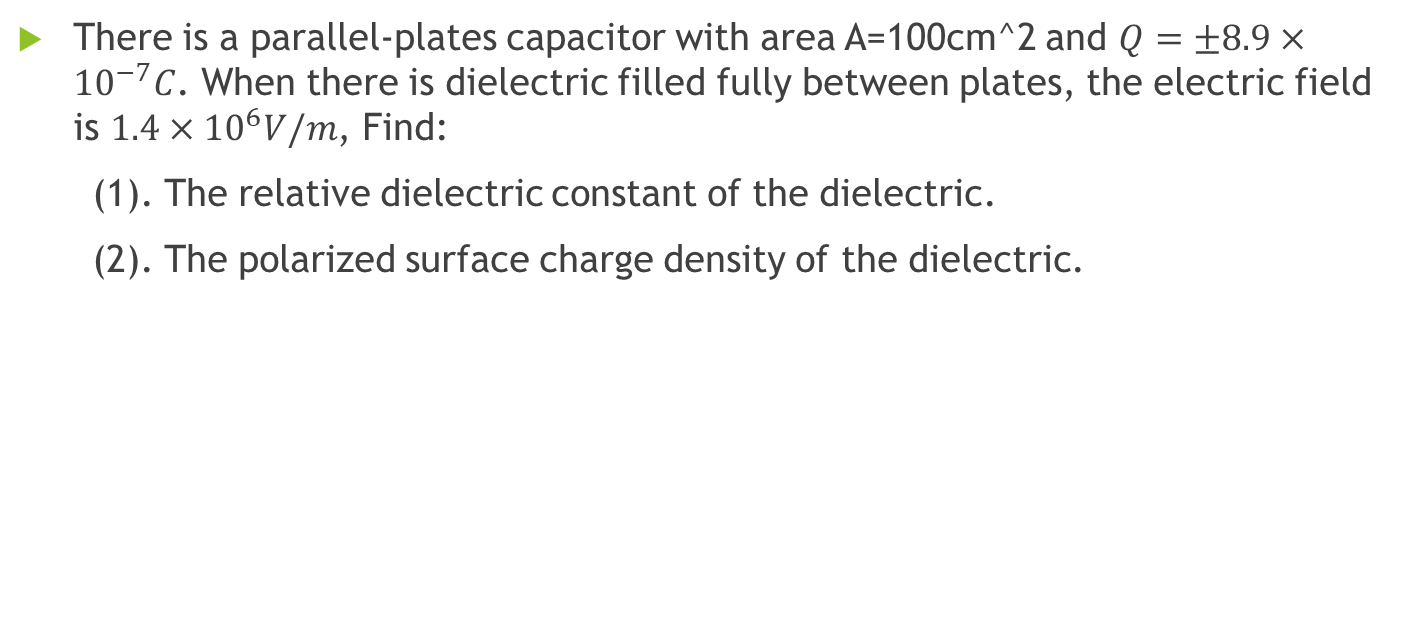 There is a parallel-plates capacitor with area A=100cm^2 and Q = ±8.9 ×
10⁻⁷C. When there is dielectric filled fully between plates, the electric field
is 1.4 × 10⁶V/m, Find:
(1). The relative dielectric constant of the dielectric.
(2). The polarized surface charge density of the dielectric.